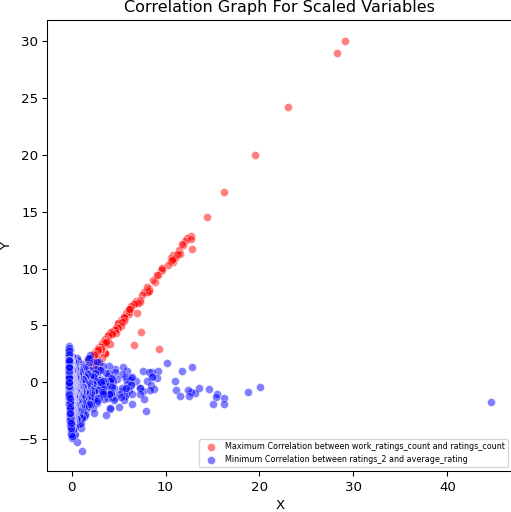 Correlation Graph For Scaled Variables
Y
30
25
20
15
10
5
0
−5
0 10 20 30 40
X
Maximum Correlation between work_ratings_count and ratings_count
Minimum Correlation between ratings_2 and average_rating